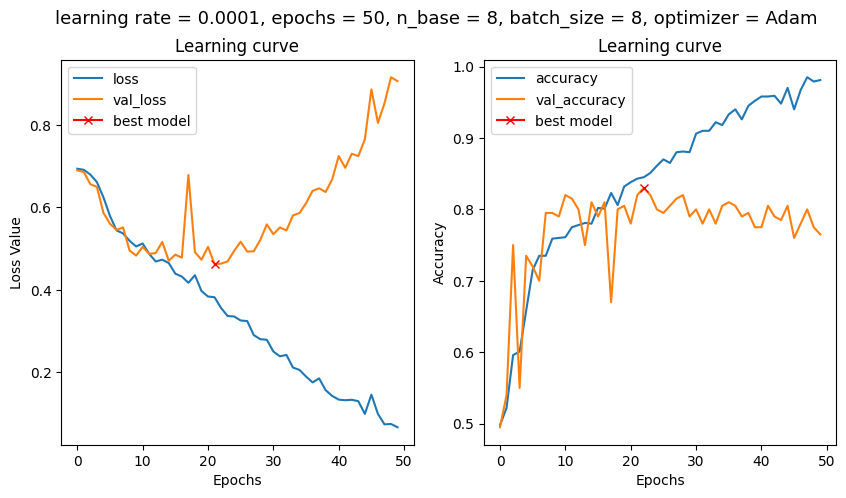 learning rate = 0.0001, epochs = 50, n_base = 8, batch_size = 8, optimizer = Adam
Learning curve
loss
val_loss
best model
0.8
0.6
0.4
0.2
Loss Value
0
10
20
30
40
50
Epochs
Learning curve
accuracy
val_accuracy
best model
1.0
0.9
0.8
0.7
0.6
0.5
Accuracy
0
10
20
30
40
50
Epochs